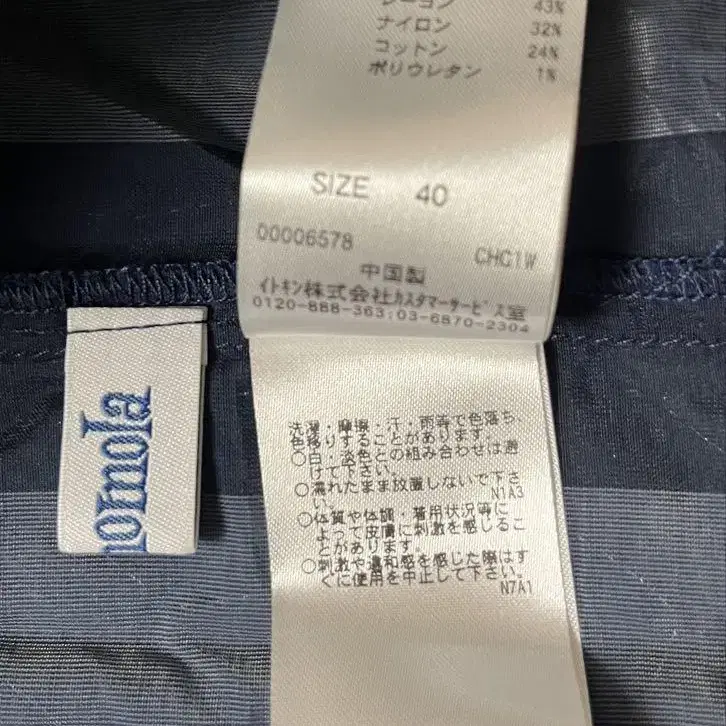 レーヨン 43%
ナイロン 32%
コットン 24%
ポリウレタン 1%
SIZE 40
00006578 CHG1W
中国製
イトキン株式会社カスタマーサービス室
0120-888-363;03-6870-2304
洗濯・摩擦・汗・雨等で色落ち
色移りすることがあります。
○白・淡色との組み合わせは避
けて下さい。
○濡れたまま放置しないで下さ
い。 N1A3
○体質や体調・着用状況等に
よって皮膚に刺激を感じるこ
とがあります。
○刺激や違和感を感じた際はす
ぐに使用を中止して下さい。
N7A1